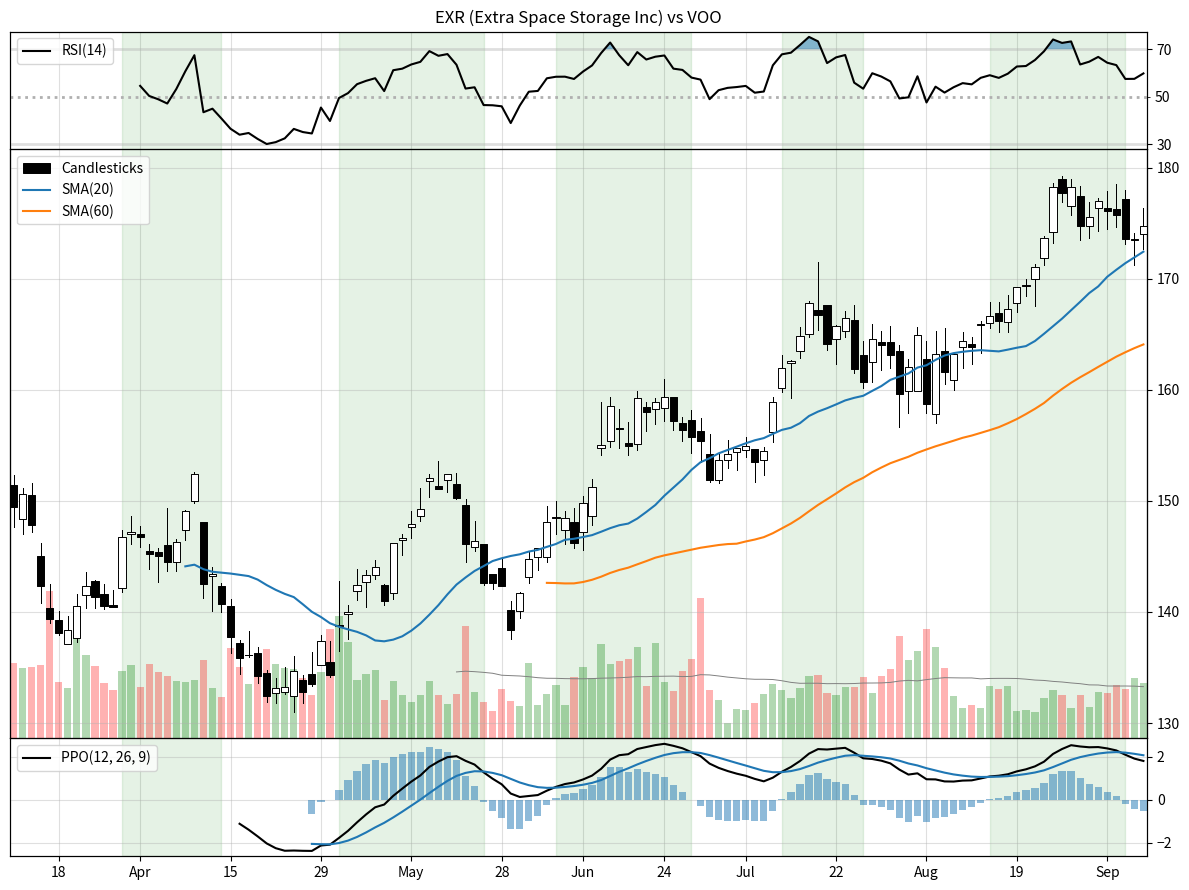 EXR (Extra Space Storage Inc) vs VOO
RSI(14)
70
50
30
Candlesticks
SMA(20)
SMA(60)
180
170
160
150
140
130
PPO(12, 26, 9)
2
0
−2
18 Apr 15 29 May 28 Jun 24 Jul 22 Aug 19 Sep